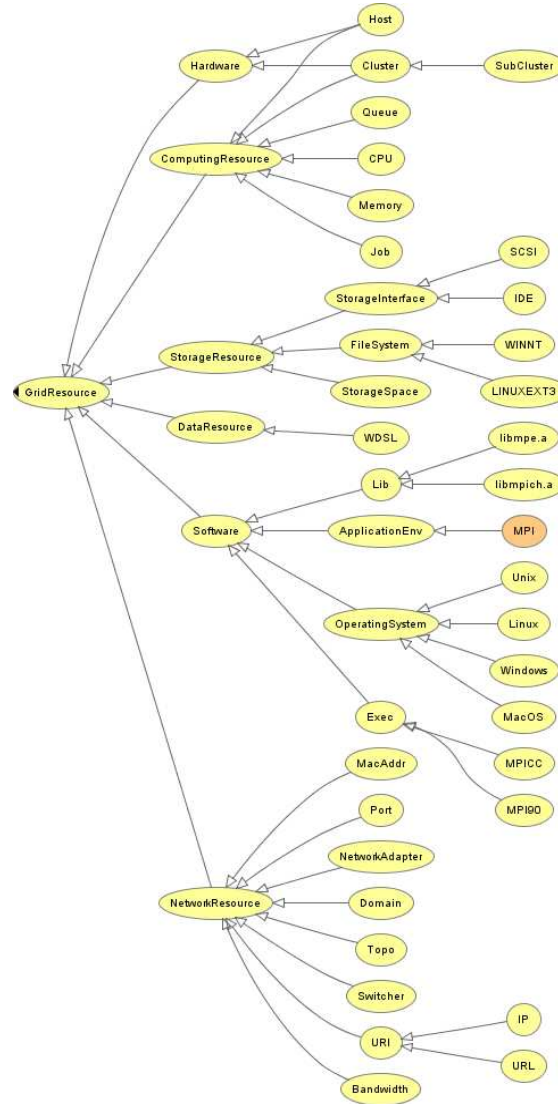 Host
Hardware
Cluster
SubCluster
Queue
ComputingResource
CPU
Memory
Job
SCSI
StorageInterface
IDE
FileSystem
WINNT
StorageResource
GridResource
StorageSpace
LINUXEXT3
DataResource
WDSL
libmpe.a
Lib
libmpich.a
Software
ApplicationEnv
MPI
Unix
OperatingSystem
Linux
Windows
Exec
MacOS
MacAddr
MPICC
Port
MPI90
NetworkAdapter
NetworkResource
Domain
Topo
Switcher
IP
URI
URL
Bandwidth